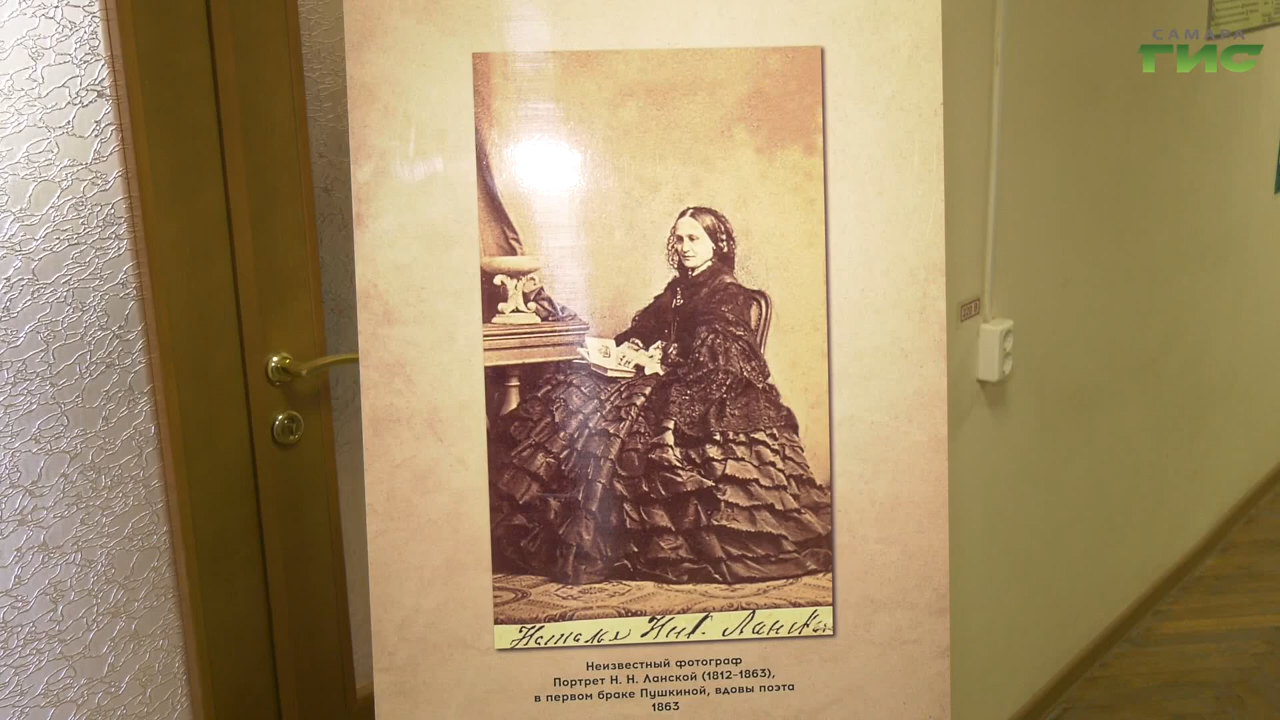 САМАРА
ГИС
Наталья Ник. Ланская
Неизвестный фотограф
Портрет Н. Н. Ланской (1812-1863),
в первом браке Пушкиной, вдовы поэта
1863